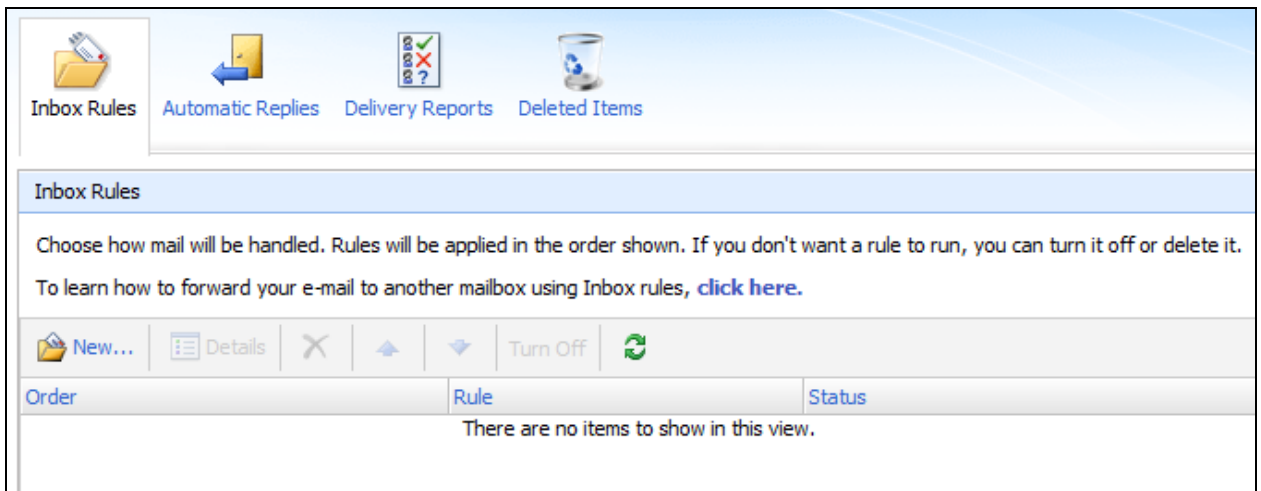 Inbox Rules Automatic Replies Delivery Reports Deleted Items
Inbox Rules
Choose how mail will be handled. Rules will be applied in the order shown. If you don't want a rule to run, you can turn it off or delete it.
To learn how to forward your e-mail to another mailbox using Inbox rules, click here.
New... Details Turn Off
Order Rule Status
There are no items to show in this view.